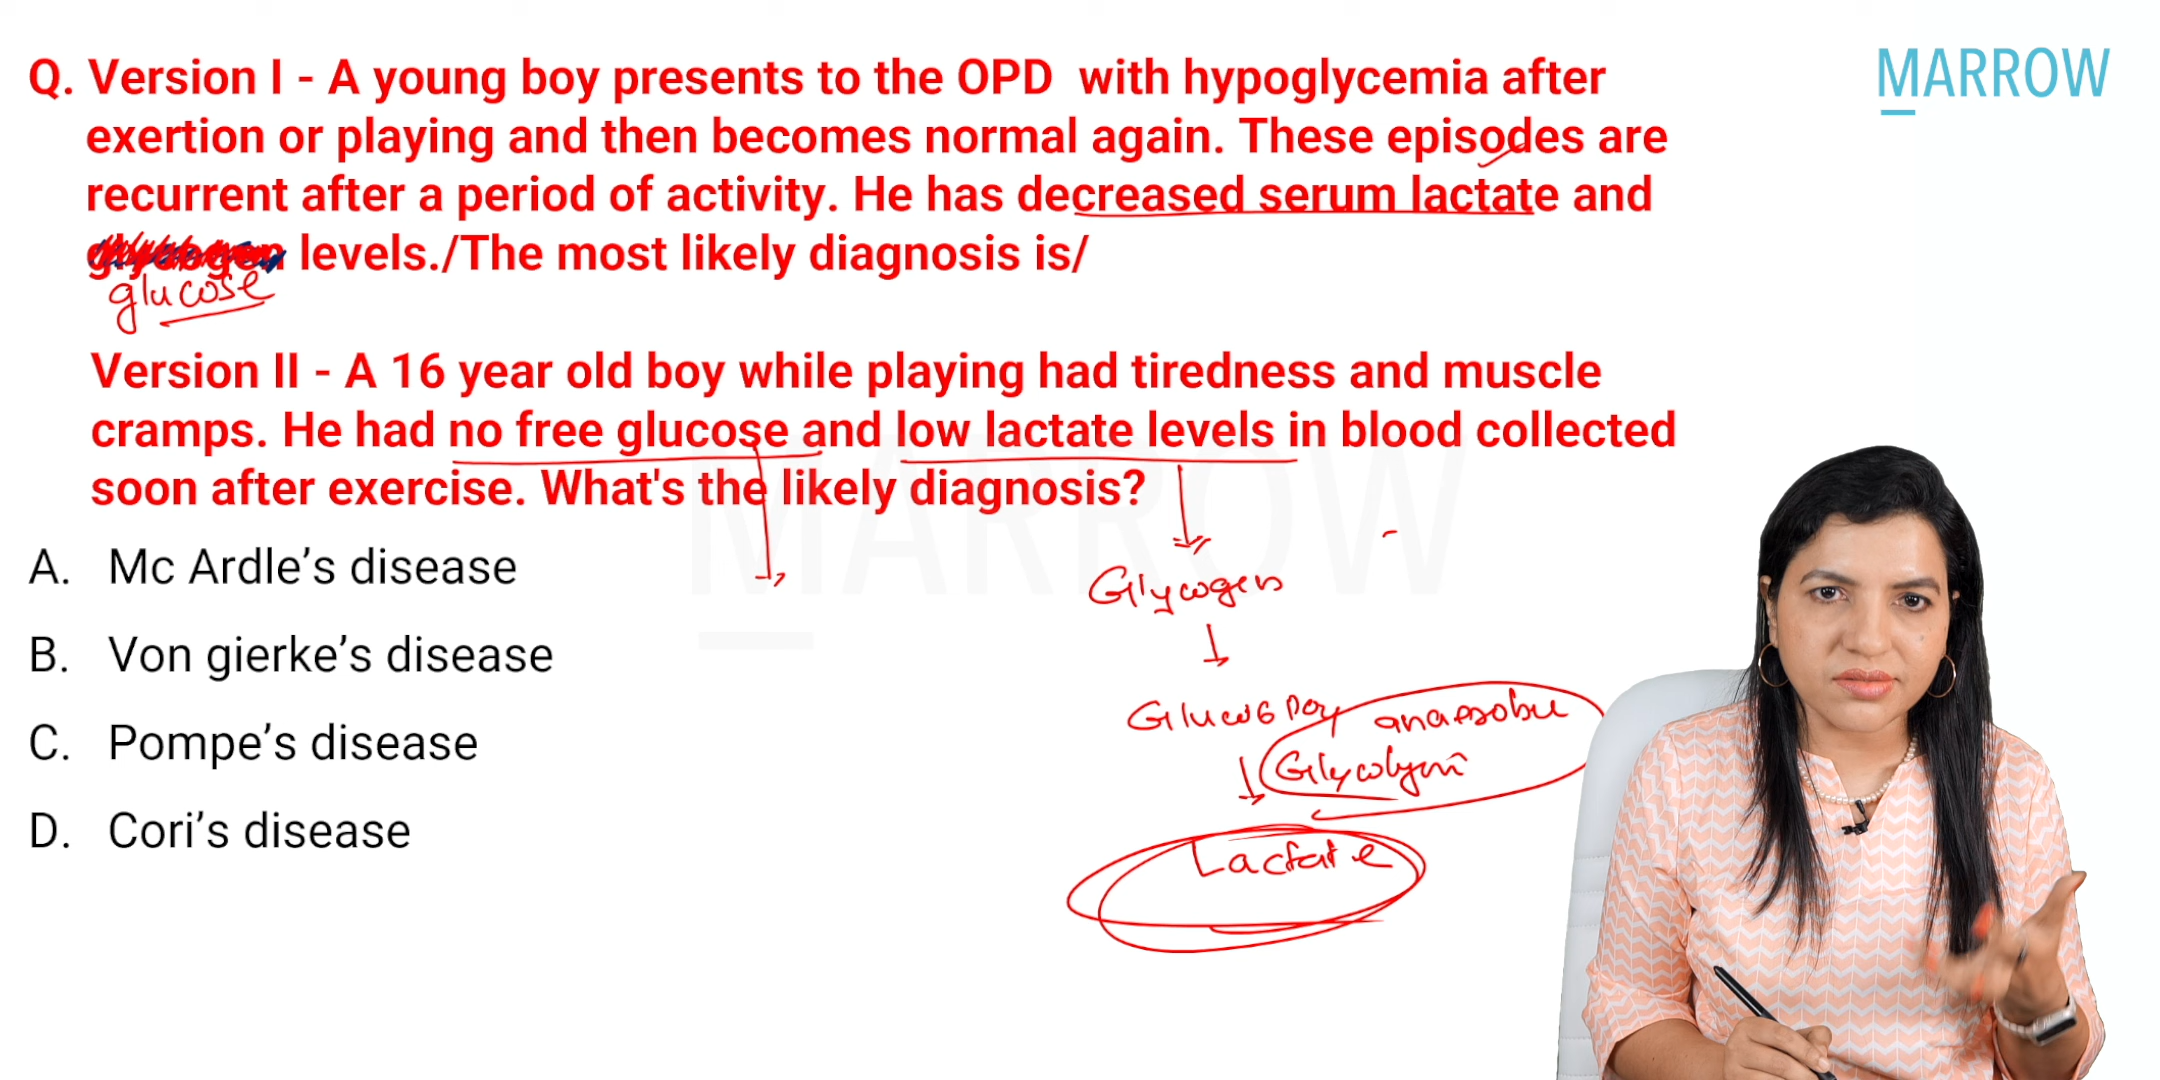 MARROW
Q. Version I - A young boy presents to the OPD with hypoglycemia after
exertion or playing and then becomes normal again. These episodes are
recurrent after a period of activity. He has decreased serum lactate and
glycogen levels./The most likely diagnosis is/
glucose
Version II - A 16 year old boy while playing had tiredness and muscle
cramps. He had no free glucose and low lactate levels in blood collected
soon after exercise. What's the likely diagnosis?
A. Mc Ardle’s disease
B. Von gierke’s disease
C. Pompe’s disease
D. Cori’s disease
Glycogen
Gluco 6
Lactate
MARROW